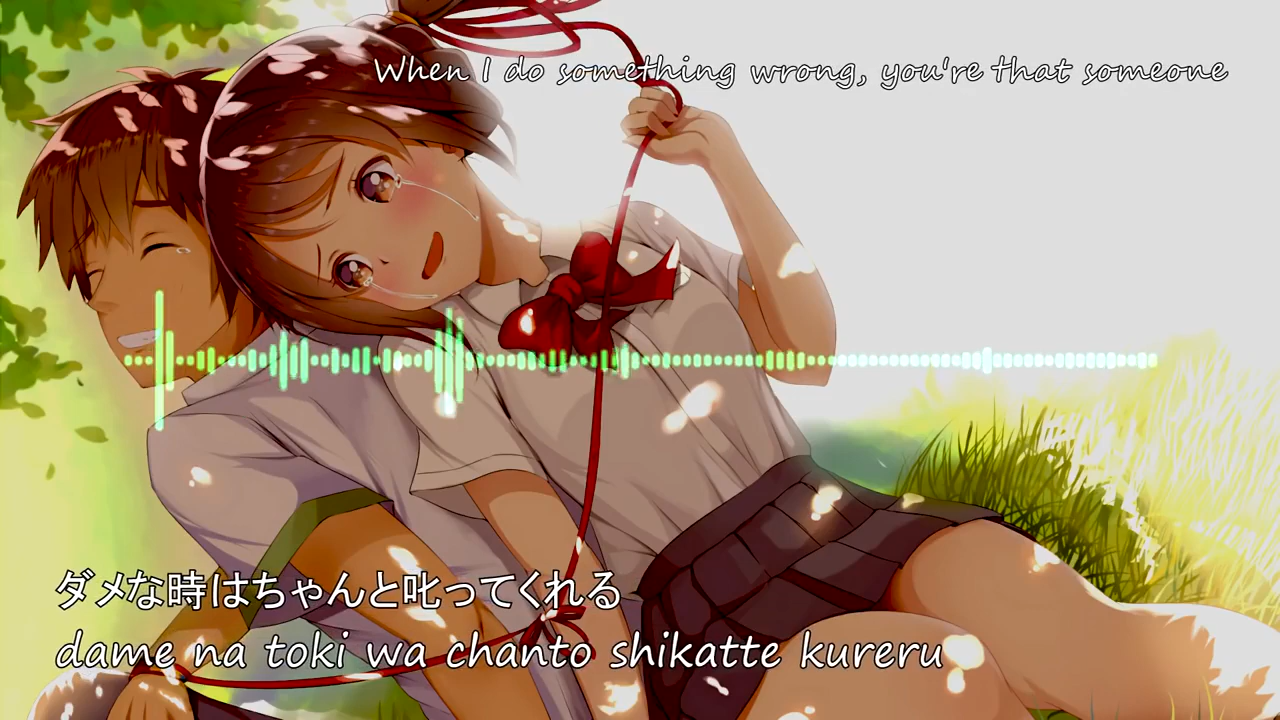 When I do something wrong, you're that someone
ダメな時はちゃんと叱ってくれる
dame na toki wa chanto shikatte kureru